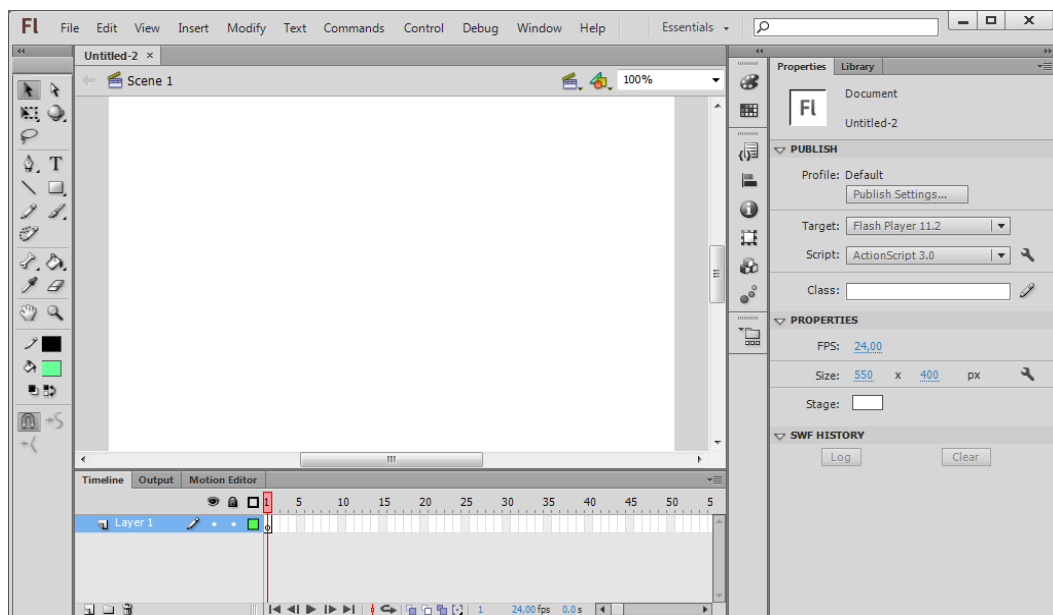 Fl File Edit View Insert Modify Text Commands Control Debug Window Help Essentials
Untitled-2 ×
Scene 1 100%
T
Properties Library
Fl
Document
Untitled-2
PUBLISH
Profile: Default
Publish Settings...
Target: Flash Player 11.2
Script: ActionScript 3.0
Class:
PROPERTIES
FPS: 24,00
Size: 550 x 400 px
Stage:
SWF HISTORY
Log Clear
Timeline Output Motion Editor
1 5 10 15 20 25 30 35 40 45 50 5
Layer 1
1 24,00 fps 0,0 s